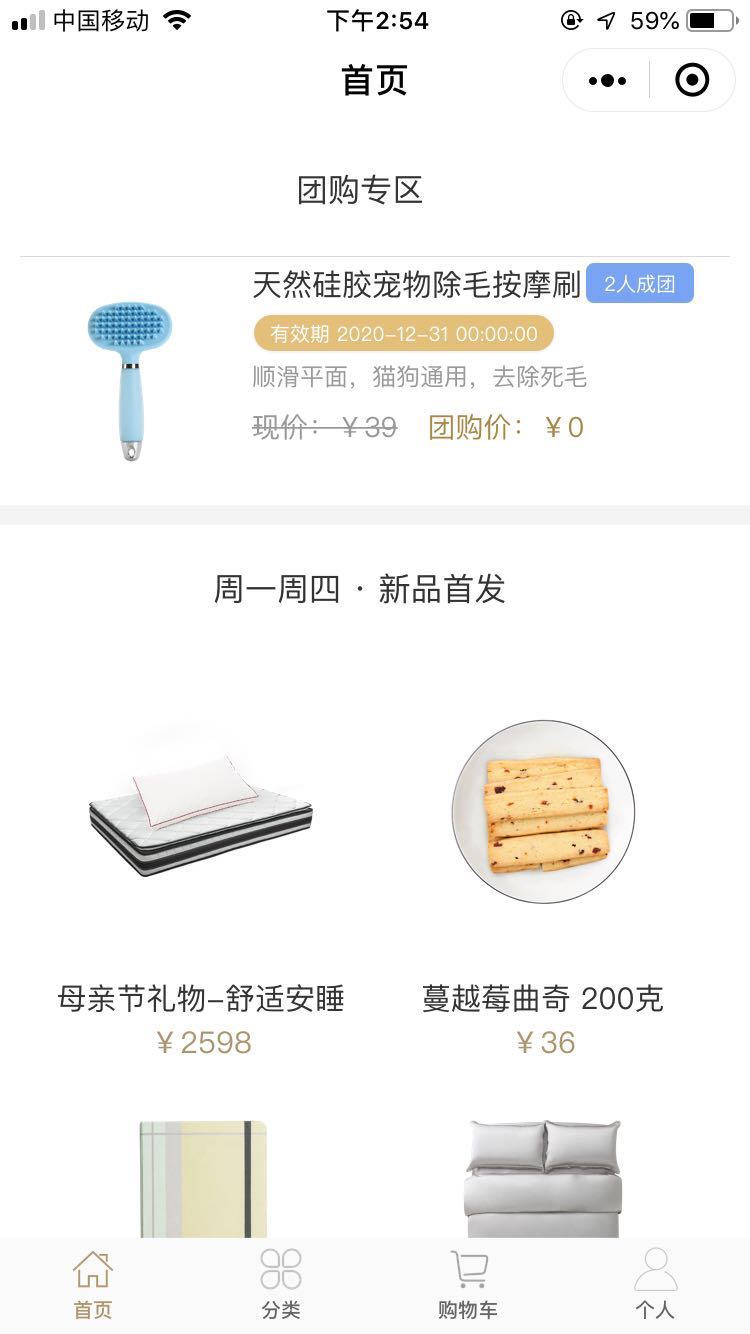 中国移动 下午2:54 59%
首页
团购专区
天然硅胶宠物除毛按摩刷 2人成团
有效期 2020-12-31 00:00:00
顺滑平面，猫狗通用，去除死毛
现价：￥39 团购价：￥0
周一周四 · 新品首发
母亲节礼物-舒适安睡 蔓越莓曲奇 200克
￥2598 ￥36
首页 分类 购物车 个人